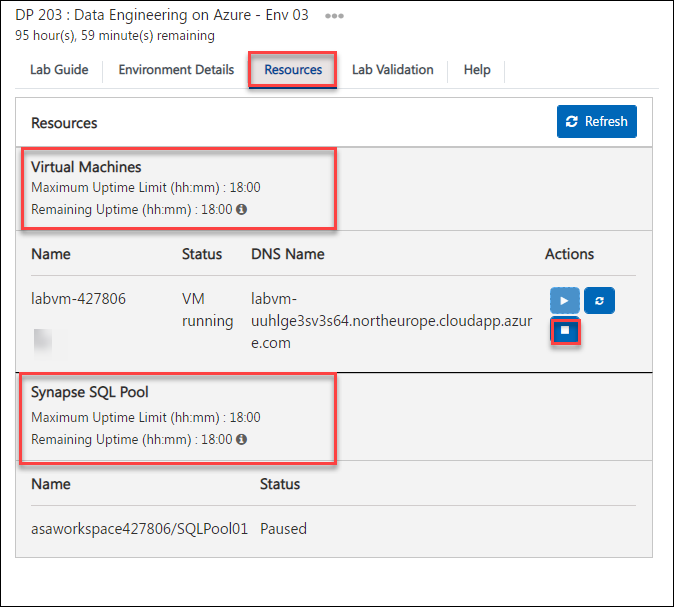 DP 203 : Data Engineering on Azure - Env 03
95 hour(s), 59 minute(s) remaining
Lab Guide Environment Details Resources Lab Validation Help
Resources Refresh
Virtual Machines
Maximum Uptime Limit (hh:mm) : 18:00
Remaining Uptime (hh:mm) : 18:00
Name Status DNS Name Actions
labvm-427806 VM labvm-
running uuhlge3sv3s64.northeurope.cloudapp.azur
e.com
Synapse SQL Pool
Maximum Uptime Limit (hh:mm) : 18:00
Remaining Uptime (hh:mm) : 18:00
Name Status
asaworkspace427806/SQLPool01 Paused